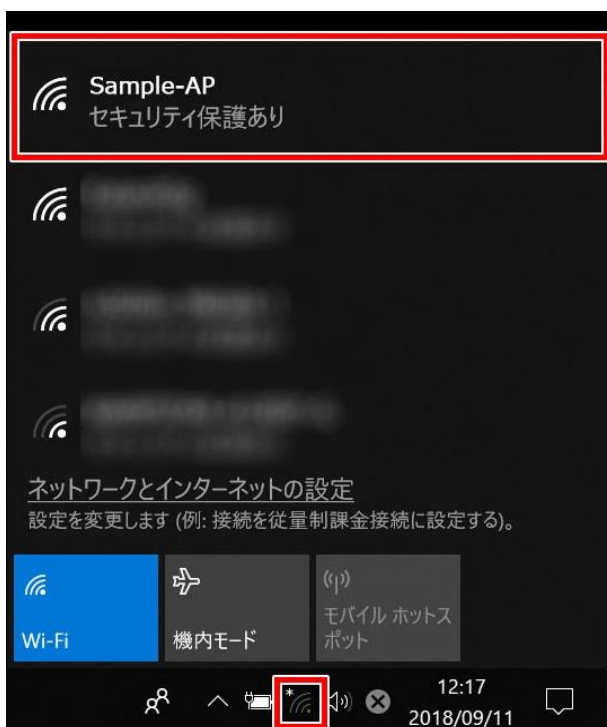 Sample-AP
セキュリティ保護あり
ネットワークとインターネットの設定
設定を変更します (例: 接続を従量制課金接続に設定する)。
Wi-Fi
機内モード
モバイル ホットス
ポット
12:17
2018/09/11